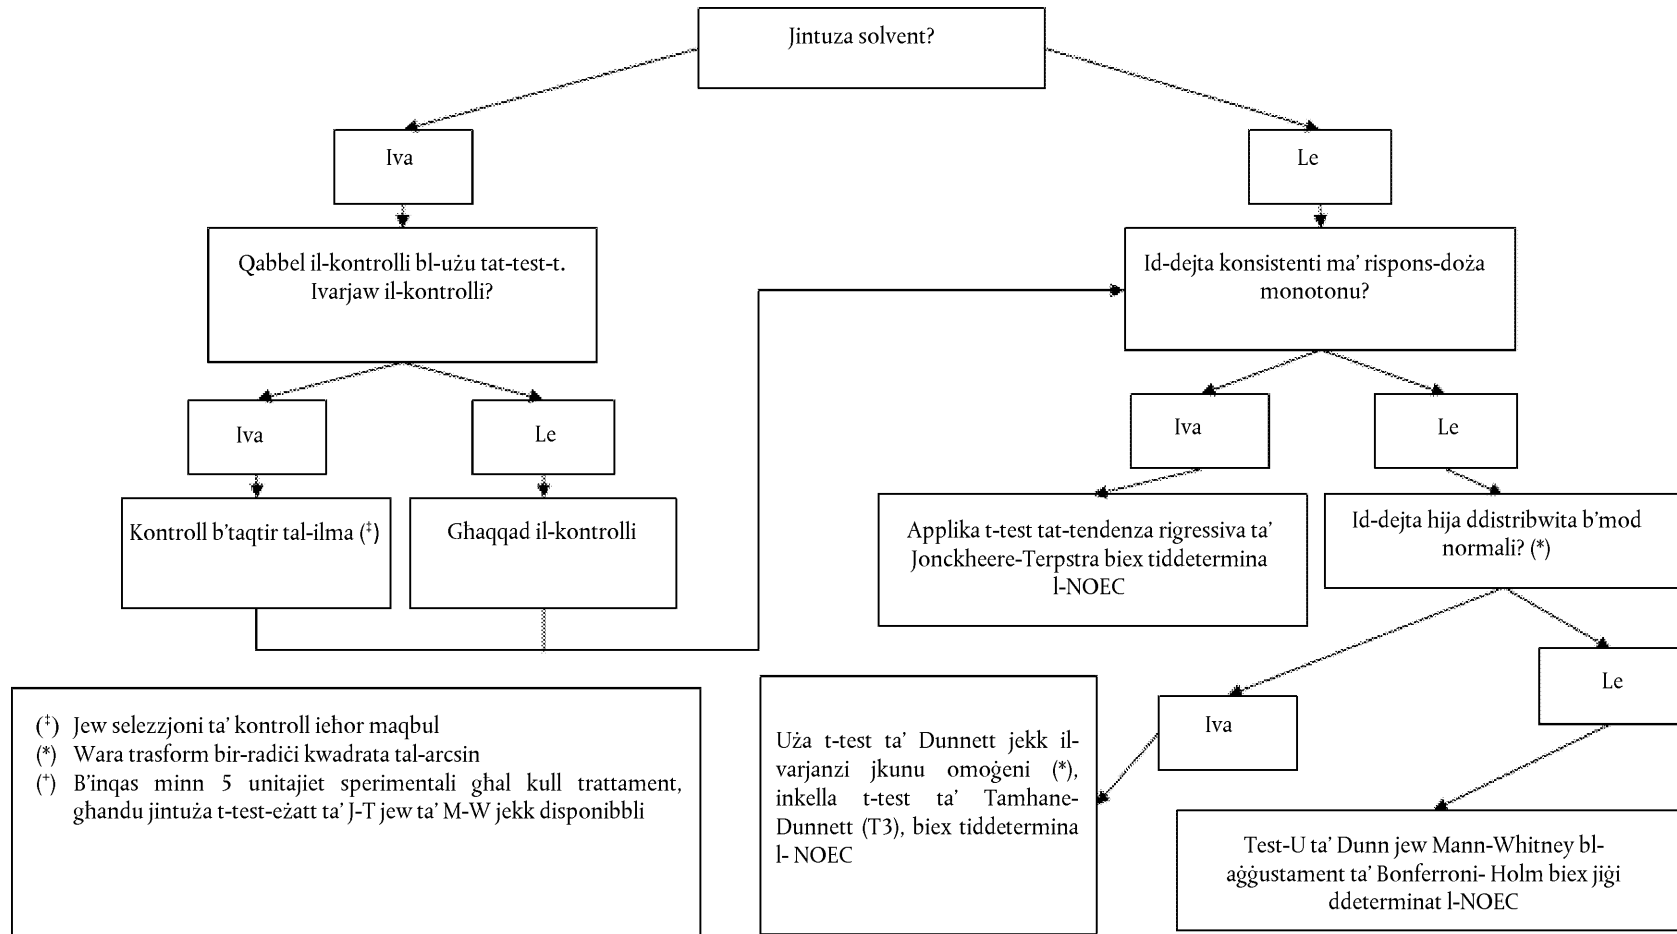 Jintuza solvent?
Iva
Le
Qabbel il-kontrolli bl-użu tat-test-t.
Ivarjaw il-kontrolli?
Id-dejta konsistenti ma’ rispons-doża
monotonu?
Iva
Le
Iva
Le
Kontroll b’taqtir tal-ilma (‡)
Għaqqad il-kontrolli
Applika t-test tat-tendenza rigressiva ta’
Jonckheere-Terpstra biex tiddetermina
l-NOEC
Id-dejta hija ddistribwita b’mod
normali? (*)
Iva
Le
(‡) Jew selezzjoni ta’ kontroll ieħor maqbul
(*) Wara trasform bir-radiċi kwadrata tal-arcsin
(+) B’inqas minn 5 unitajiet sperimentali għal kull trattament,
għandu jintuża t-test-eżatt ta’ J-T jew ta’ M-W jekk disponibbli
Uża t-test ta’ Dunnett jekk il-
varjanzi jkunu omoġeni (*),
inkella t-test ta’ Tamhane-
Dunnett (T3), biex tiddetermina
l- NOEC
Test-U ta’ Dunn jew Mann-Whitney bl-
aġġustament ta’ Bonferroni- Holm biex jiġi
ddeterminat l-NOEC